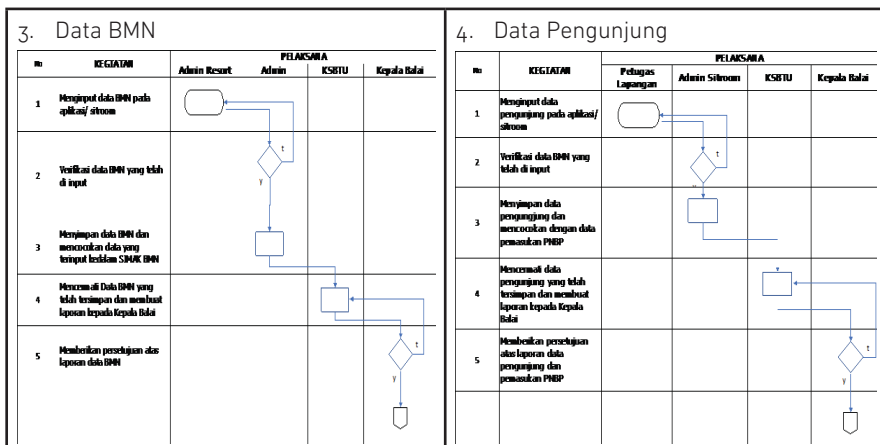 3. Data BMN
No KEGIATAN PELAKSANA
Admin Resort Admin KSBTU Kepala Balai
1 Menginput data BMN pada
aplikasi/ sitroom
2 Verifikasi data BMN yang telah
di input
t
y
3 Menyimpan data BMN dan
mencocokan data yang
terinput kedalam SIMAK BMN
4 Mencermati Data BMN yang
telah tersimpan dan membuat
laporan kepada Kepala Balai
5 Memberikan persetujuan atas
laporan data BMN
t
y
4. Data Pengunjung
No KEGIATAN PELAKSANA
Petugas
Lapangan
Admin Sitroom KSBTU Kepala Balai
1 Menginput data
pengunjung pada aplikasi/
sitroom
2 Verifikasi data BMN yang
telah di input
t
y
3 Menyimpan data
pengungjung dan
mencocokan dengan data
pemasukan PNBP
4 Mencermati data
pengunjung yang telah
tersimpan dan membuat
laporan kepada Kepala
Balai
5 Memberikan persetujuan
atas laporan data
pengunjung dan
pemasukan PNBP
t
y